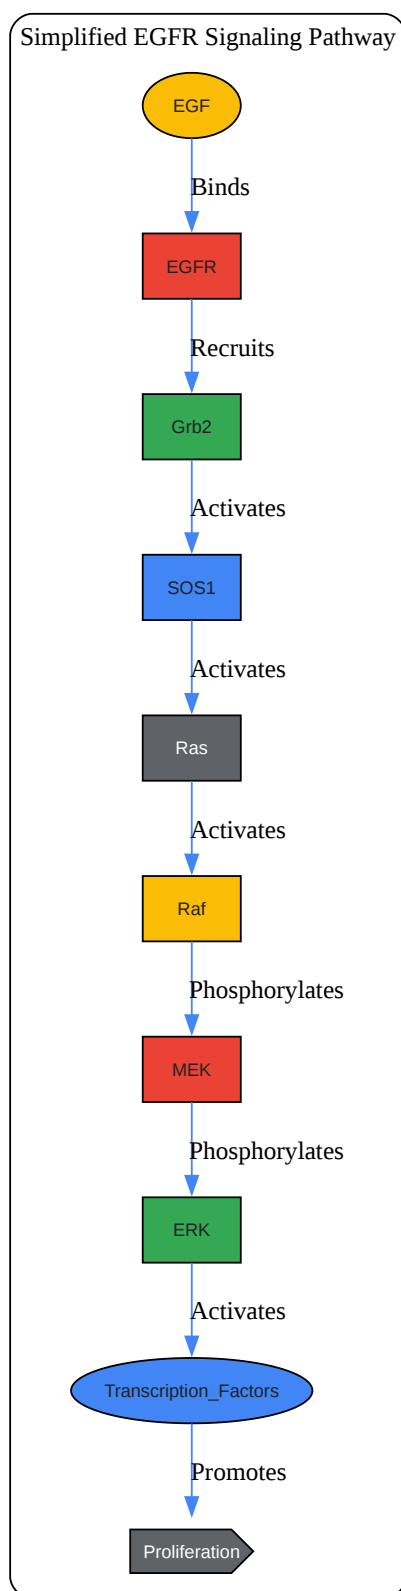 Simplified EGFR Signaling Pathway
EGF
Binds
EGFR
Recruits
Grb2
Activates
SOS1
Activates
Ras
Activates
Raf
Phosphorylates
MEK
Phosphorylates
ERK
Activates
Transcription_Factors
Promotes
Proliferation